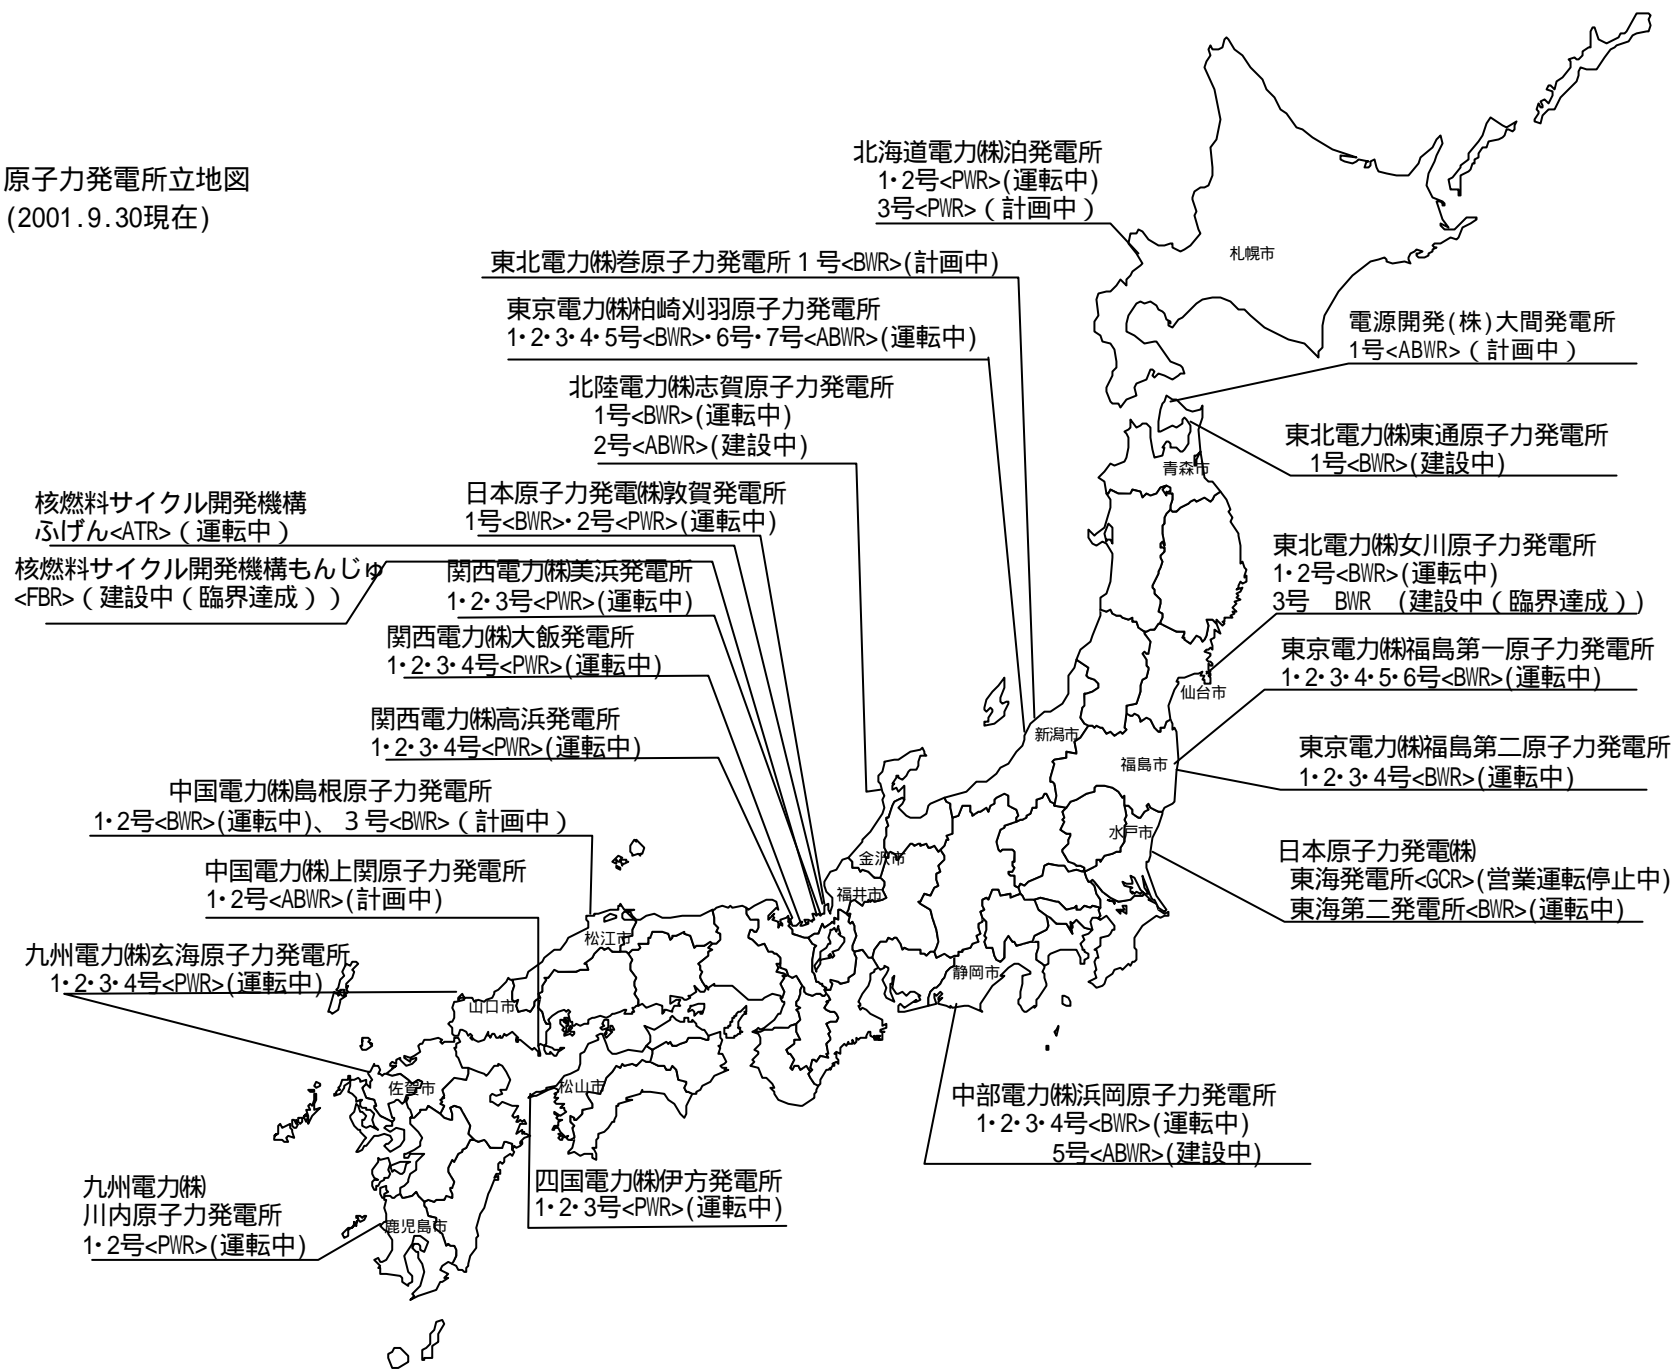 原子力発電所立地図
(2001.9.30現在)
北海道電力㈱泊発電所
1・2号<PWR>(運転中)
3号<PWR>(計画中)
東北電力㈱巻原子力発電所1号<BWR>(計画中)
東京電力㈱柏崎刈羽原子力発電所
1・2・3・4・5号<BWR>・6号・7号<ABWR>(運転中)
北陸電力㈱志賀原子力発電所
1号<BWR>(運転中)
2号<ABWR>(建設中)
核燃料サイクル開発機構
ふげん<ATR>(運転中)
日本原子力発電㈱敦賀発電所
1号<BWR>・2号<PWR>(運転中)
核燃料サイクル開発機構もんじゅ
<FBR>(建設中(臨界達成))
関西電力㈱美浜発電所
1・2・3号<PWR>(運転中)
関西電力㈱大飯発電所
1・2・3・4号<PWR>(運転中)
関西電力㈱高浜発電所
1・2・3・4号<PWR>(運転中)
中国電力㈱島根原子力発電所
1・2号<BWR>(運転中)、3号<BWR>(計画中)
中国電力㈱上関原子力発電所
1・2号<ABWR>(計画中)
九州電力㈱玄海原子力発電所
1・2・3・4号<PWR>(運転中)
九州電力㈱
川内原子力発電所
1・2号<PWR>(運転中)
四国電力㈱伊方発電所
1・2・3号<PWR>(運転中)
中部電力㈱浜岡原子力発電所
1・2・3・4号<BWR>(運転中)
5号<ABWR>(建設中)
電源開発(株)大間発電所
1号<ABWR>(計画中)
東北電力㈱東通原子力発電所
1号<BWR>(建設中)
東北電力㈱女川原子力発電所
1・2号<BWR>(運転中)
3号 BWR (建設中(臨界達成))
東京電力㈱福島第一原子力発電所
1・2・3・4・5・6号<BWR>(運転中)
東京電力㈱福島第二原子力発電所
1・2・3・4号<BWR>(運転中)
日本原子力発電㈱
東海発電所<GCR>(営業運転停止中)
東海第二発電所<BWR>(運転中)
札幌市
青森市
仙台市
新潟市
福島市
水戸市
金沢市
福井市
静岡市
松江市
山口市
松山市
佐賀市
鹿児島市